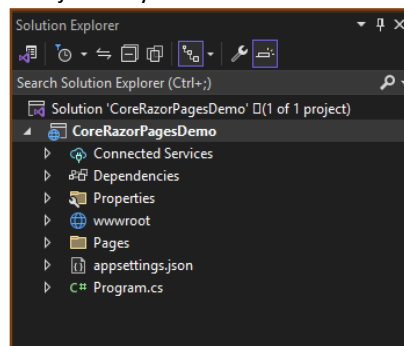 Solution Explorer
Search Solution Explorer (Ctrl+;)
Solution 'CoreRazorPagesDemo' (1 of 1 project)
CoreRazorPagesDemo
Connected Services
Dependencies
Properties
wwwroot
Pages
appsettings.json
C# Program.cs